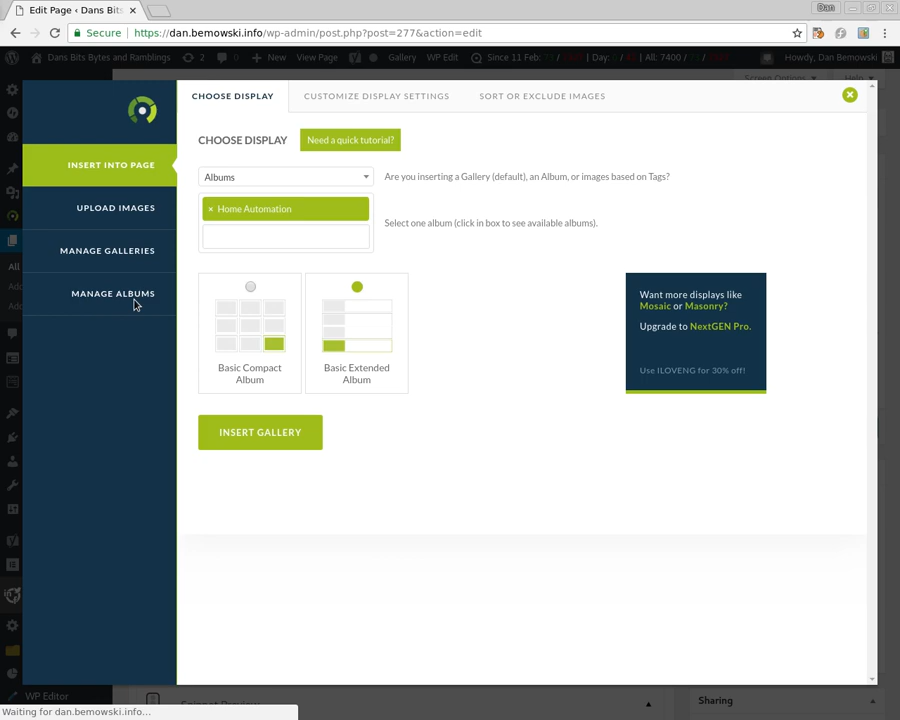 Edit Page ‹ Dans Bits
Dan
Secure
https://dan.bemowski.info/wp-admin/post.php?post=277&action=edit
Dans Bits Bytes and Ramblings
2
0
New
View Page
Gallery
WP Edit
Since 11 Feb:
All: 7400 /
Howdy, Dan Bemowski
Screen Options
Help
CHOOSE DISPLAY
CUSTOMIZE DISPLAY SETTINGS
SORT OR EXCLUDE IMAGES
CHOOSE DISPLAY
Need a quick tutorial?
INSERT INTO PAGE
Albums
Are you inserting a Gallery (default), an Album, or images based on Tags?
UPLOAD IMAGES
× Home Automation
Select one album (click in box to see available albums).
MANAGE GALLERIES
All
MANAGE ALBUMS
Want more displays like
Mosaic or Masonry?
Upgrade to NextGEN Pro.
Use ILOVENG for 30% off!
Basic Compact
Album
Basic Extended
Album
INSERT GALLERY
WP Editor
Snippet Preview
Sharing
Waiting for dan.bemowski.info...